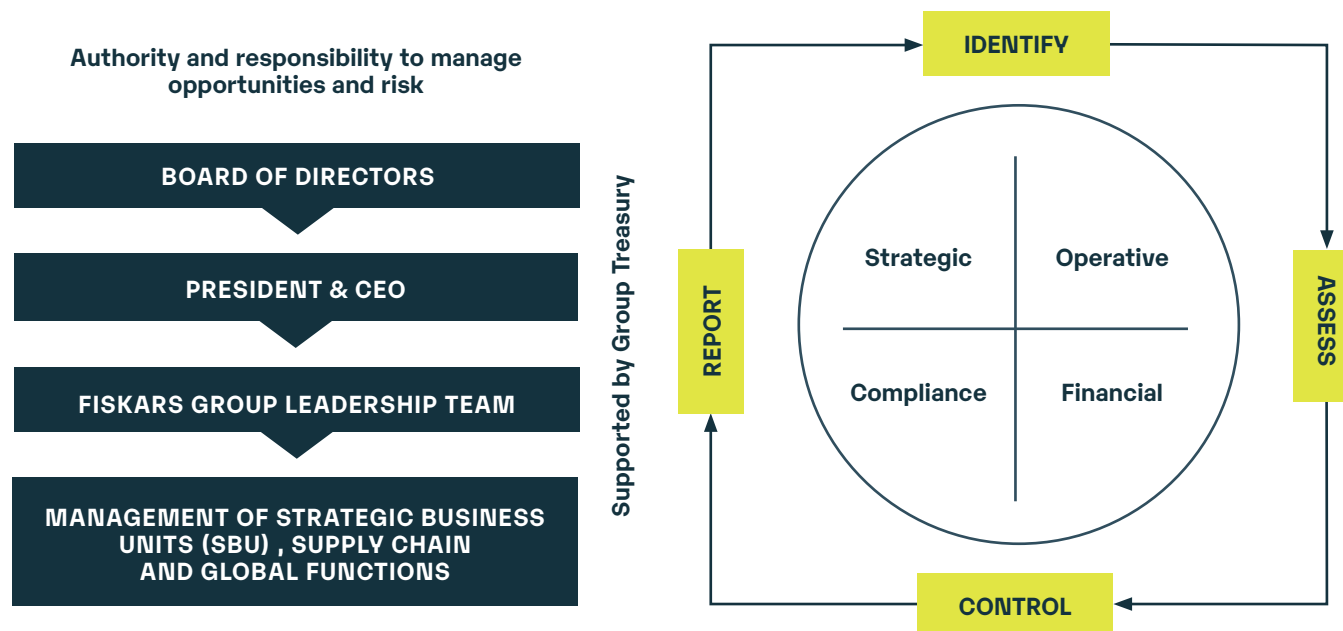 Authority and responsibility to manage
opportunities and risk
BOARD OF DIRECTORS
PRESIDENT & CEO
FISKARS GROUP LEADERSHIP TEAM
MANAGEMENT OF STRATEGIC BUSINESS
UNITS (SBU) , SUPPLY CHAIN
AND GLOBAL FUNCTIONS
Supported by Group Treasury
IDENTIFY
ASSESS
CONTROL
REPORT
Strategic
Operative
Compliance
Financial